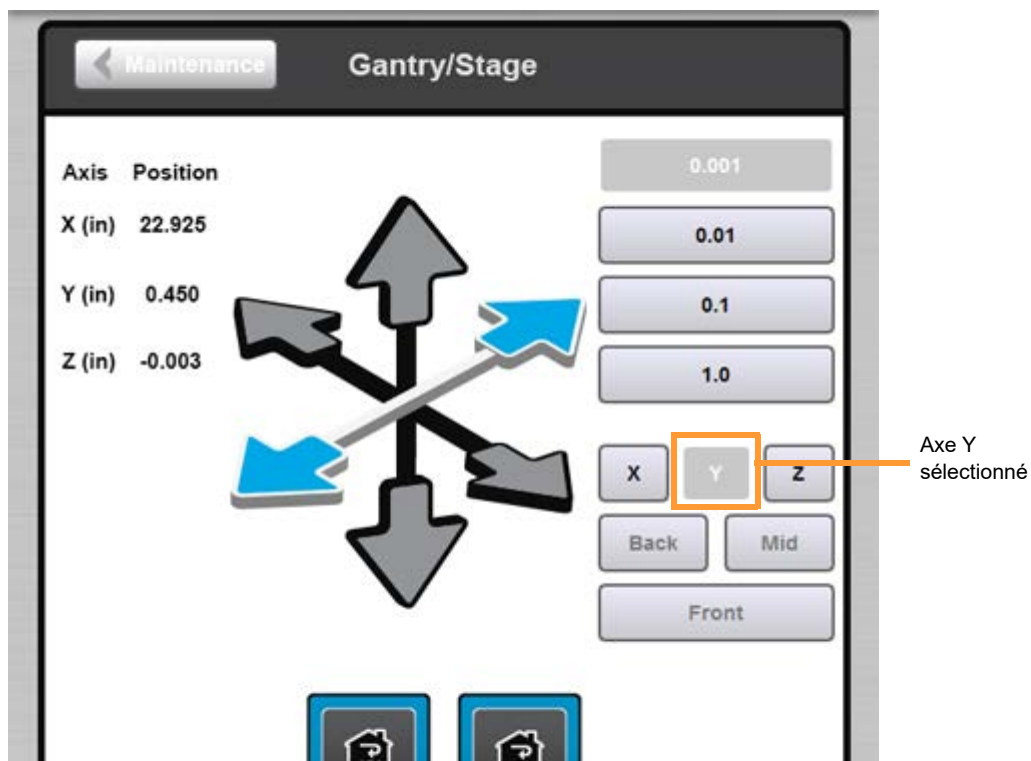 Maintenance
Gantry/Stage
Axis Position
X (in) 22.925
Y (in) 0.450
Z (in) -0.003
0.001
0.01
0.1
1.0
X Y Z
Back Mid
Front
Axe Y
sélectionné